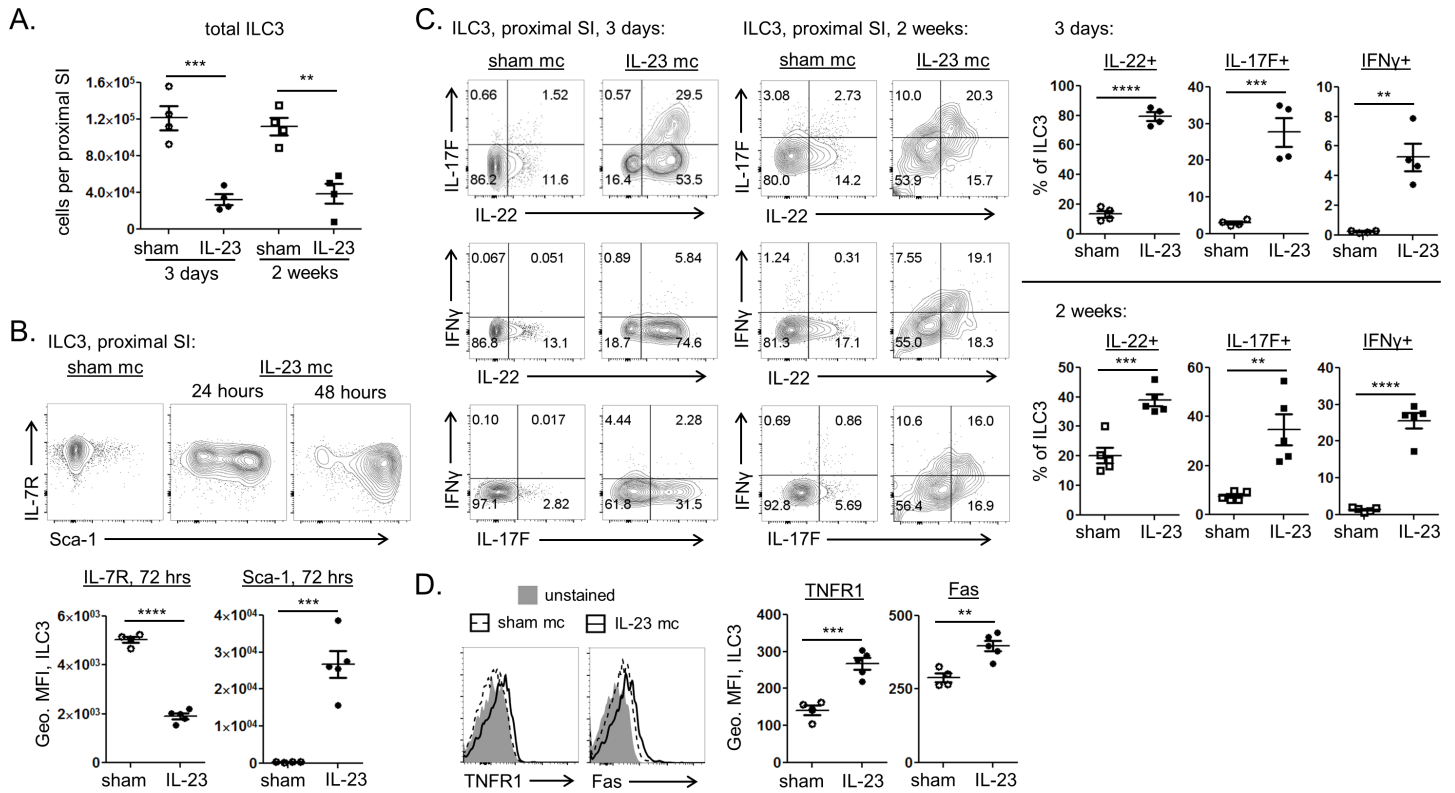 A.
total ILC3
cells per proximal SI
1.6×10⁵
1.2×10⁵
8.0×10⁴
4.0×10⁴
0
***
**
sham IL-23 sham IL-23
3 days 2 weeks
B.
ILC3, proximal SI:
sham mc IL-23 mc
24 hours 48 hours
IL-7R
Sca-1
IL-7R, 72 hrs
Geo. MFI, ILC3
6×10⁰³
4×10⁰³
2×10⁰³
0
****
sham IL-23
Sca-1, 72 hrs
4×10⁰⁴
3×10⁰⁴
2×10⁰⁴
1×10⁰⁴
0
***
sham IL-23
C.
ILC3, proximal SI, 3 days: ILC3, proximal SI, 2 weeks:
sham mc IL-23 mc sham mc IL-23 mc
IL-17F
0.66 1.52 0.57 29.5
86.2 11.6 16.4 53.5
IL-22
IL-17F
3.08 2.73 10.0 20.3
80.0 14.2 53.9 15.7
IL-22
IFNγ
0.067 0.051 0.89 5.84
86.8 13.1 18.7 74.6
IL-22
IFNγ
1.24 0.31 7.55 19.1
81.3 17.1 55.0 18.3
IL-22
IFNγ
0.10 0.017 4.44 2.28
97.1 2.82 61.8 31.5
IL-17F
IFNγ
0.69 0.86 10.6 16.0
92.8 5.69 56.4 16.9
IL-17F
3 days:
IL-22+
% of ILC3
100
80
60
40
20
0
****
sham IL-23
IL-17F+
40
30
20
10
0
***
sham IL-23
IFNγ+
10
8
6
4
2
0
**
sham IL-23
2 weeks:
IL-22+
% of ILC3
50
40
30
20
10
0
***
sham IL-23
IL-17F+
60
40
20
0
**
sham IL-23
IFNγ+
40
30
20
10
0
****
sham IL-23
D.
unstained
sham mc IL-23 mc
TNFR1 Fas
TNFR1
Geo. MFI, ILC3
400
300
200
100
0
***
sham IL-23
Fas
500
250
0
**
sham IL-23